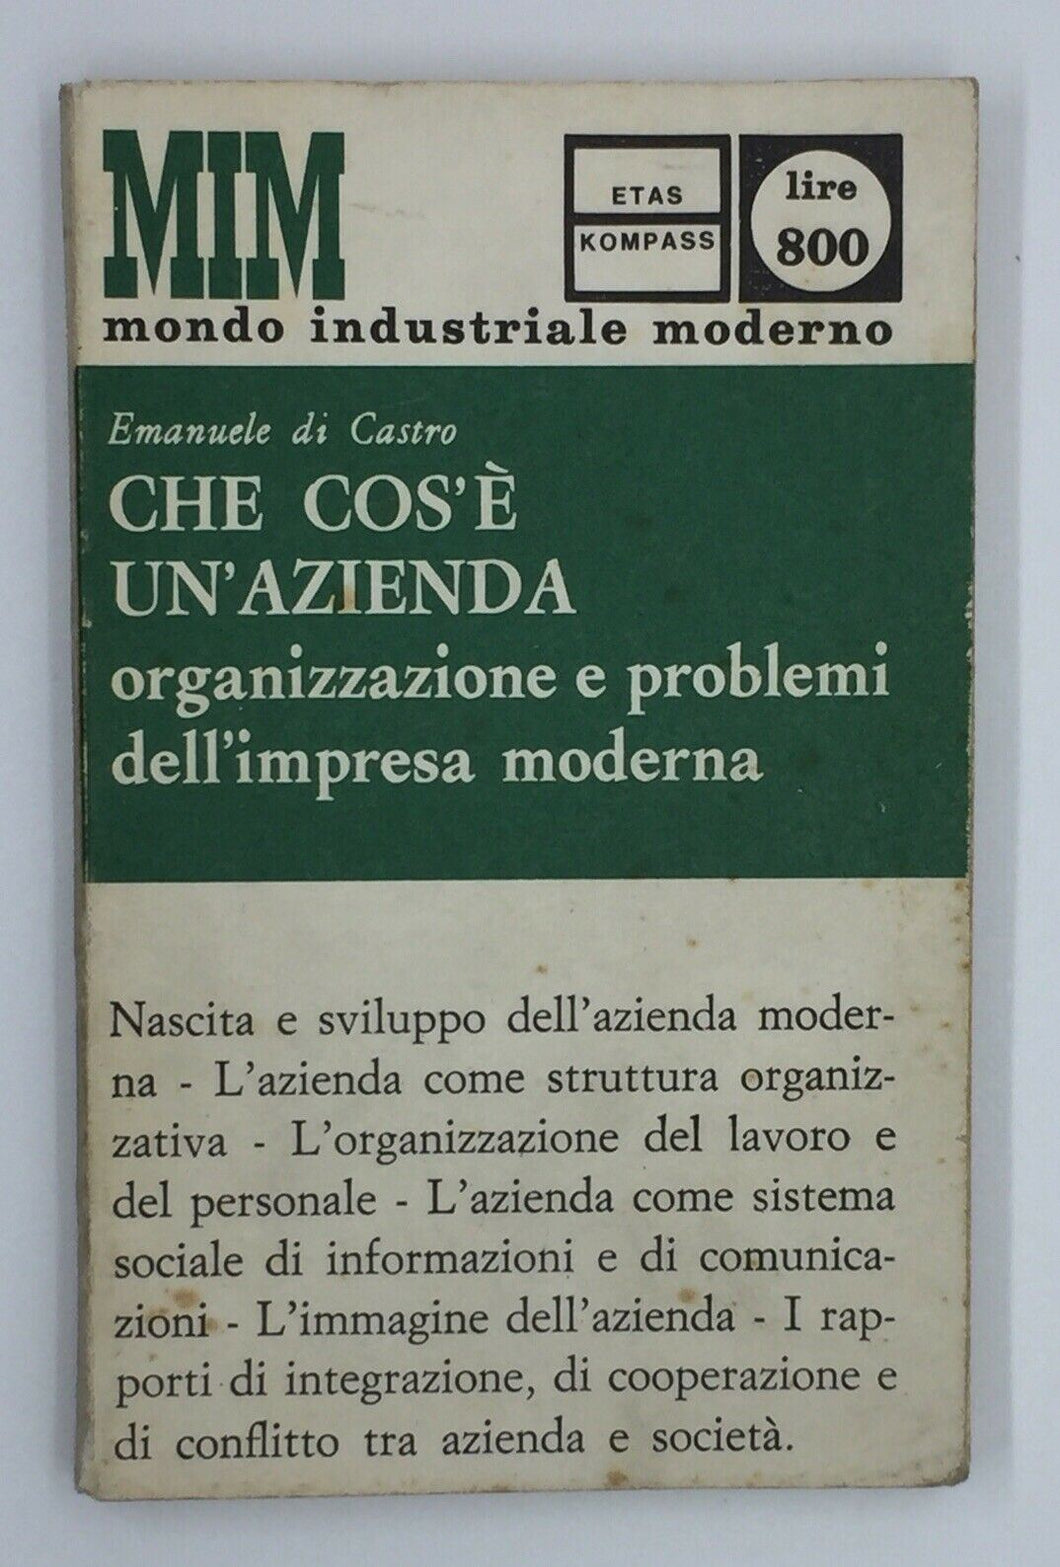 MIM
ETAS
KOMPASS
lire
800
mondo industriale moderno
Emanuele di Castro
CHE COS'È
UN'AZIENDA
organizzazione e problemi
dell'impresa moderna
Nascita e sviluppo dell'azienda moder-
na - L'azienda come struttura organiz-
zativa - L'organizzazione del lavoro e
del personale - L'azienda come sistema
sociale di informazioni e di comunica-
zioni - L'immagine dell'azienda - I rap-
porti di integrazione, di cooperazione e
di conflitto tra azienda e società.